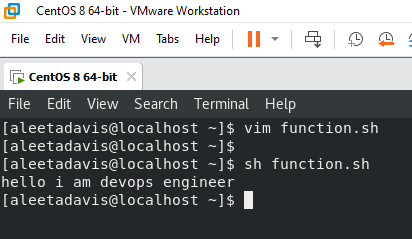 CentOS 8 64-bit - VMware Workstation
File Edit View VM Tabs Help
CentOS 8 64-bit ×
File Edit View Search Terminal Help
[aleetadavis@localhost ~]$ vim function.sh
[aleetadavis@localhost ~]$
[aleetadavis@localhost ~]$ sh function.sh
hello i am devops engineer
[aleetadavis@localhost ~]$